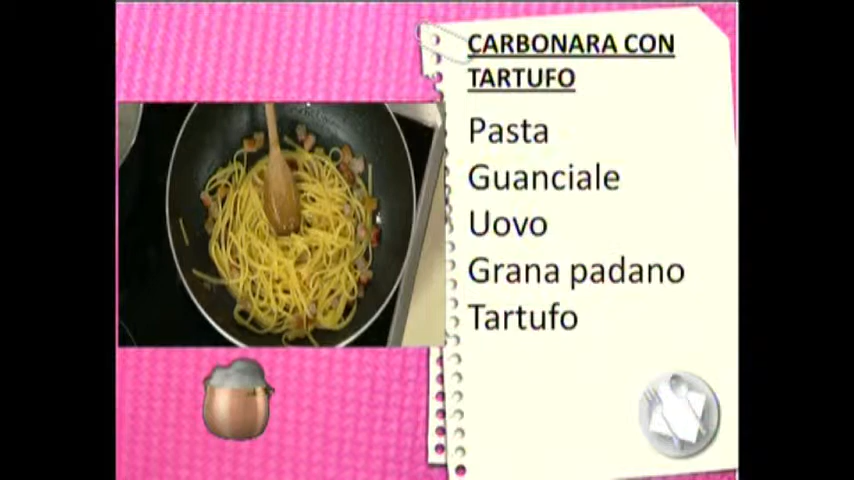 CARBONARA CON
TARTUFO
Pasta
Guanciale
Uovo
Grana padano
Tartufo